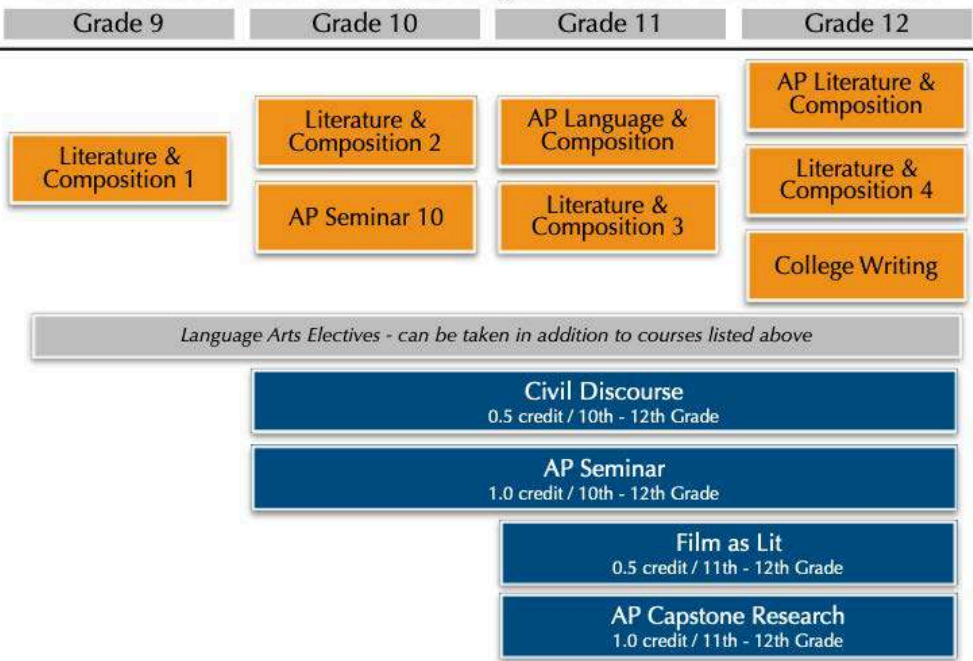 Grade 9
Grade 10
Grade 11
Grade 12
Literature &
Composition 1
Literature &
Composition 2
AP Seminar 10
AP Language &
Composition
Literature &
Composition 3
AP Literature &
Composition
Literature &
Composition 4
College Writing
Language Arts Electives - can be taken in addition to courses listed above
Civil Discourse
0.5 credit / 10th - 12th Grade
AP Seminar
1.0 credit / 10th - 12th Grade
Film as Lit
0.5 credit / 11th - 12th Grade
AP Capstone Research
1.0 credit / 11th - 12th Grade